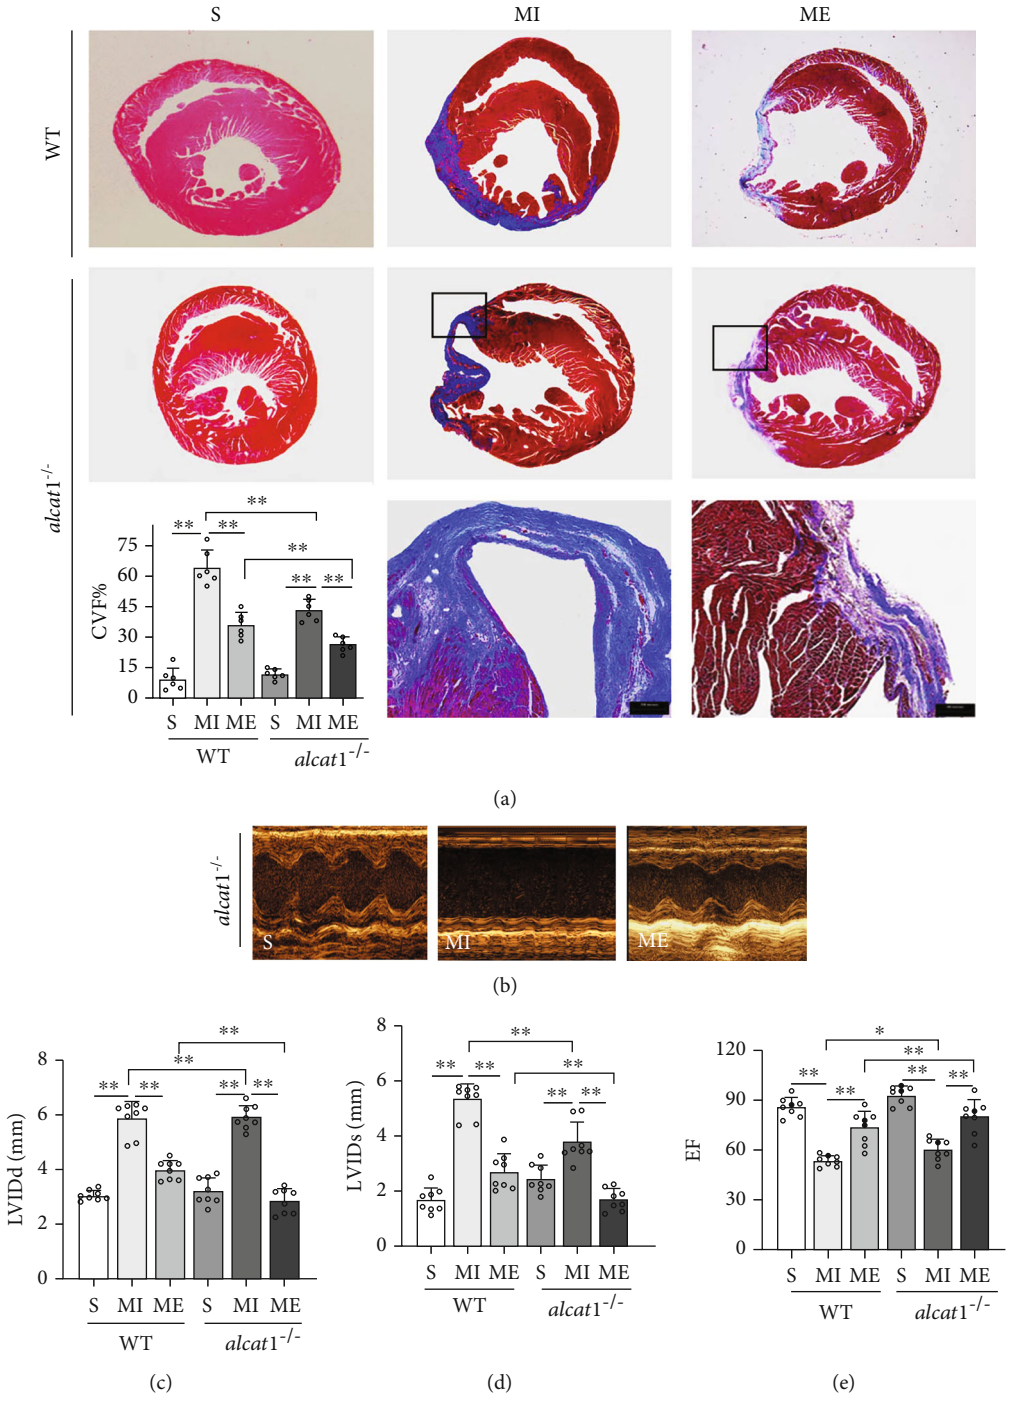 S MI ME
WT
alcat1-/-
** ** **
**
** **
CVF%
75
60
45
30
15
0
S MI ME S MI ME
WT alcat1-/-
(a)
alcat1-/-
S MI ME
(b)
** **
** ** ** **
LVIDd (mm)
8
6
4
2
0
S MI ME S MI ME
WT alcat1-/-
(c)
**
** ** **
** **
LVIDs (mm)
8
6
4
2
0
S MI ME S MI ME
WT alcat1-/-
(d)
*
**
** ** ** **
EF
120
90
60
30
0
S MI ME S MI ME
WT alcat1-/-
(e)